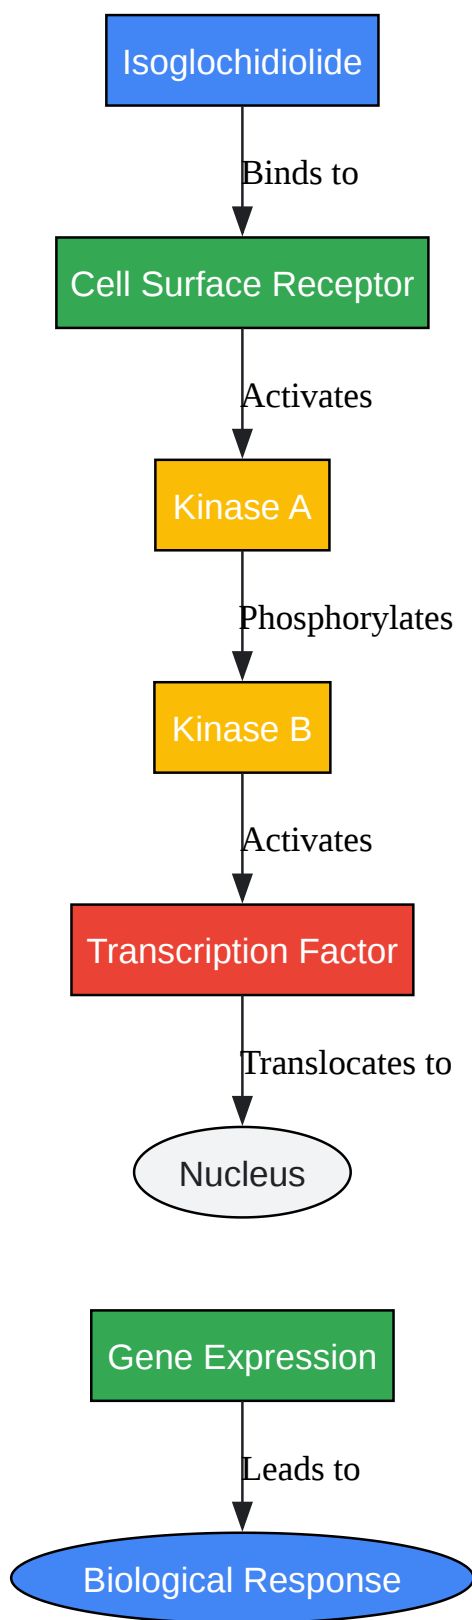 Isoglochidiolide
Binds to
Cell Surface Receptor
Activates
Kinase A
Phosphorylates
Kinase B
Activates
Transcription Factor
Translocates to
Nucleus
Gene Expression
Leads to
Biological Response